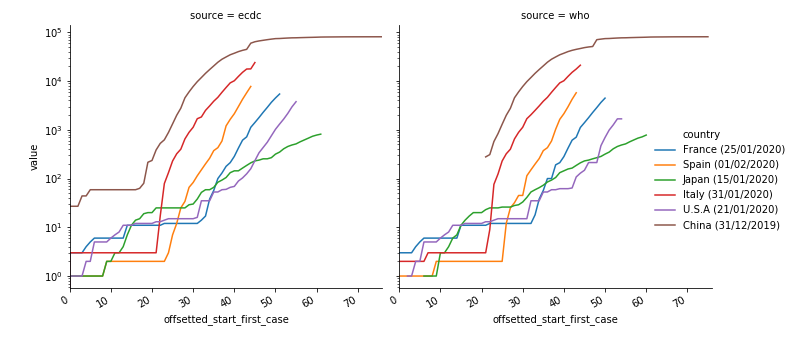 source = ecdc
source = who
10⁵
10⁴
10³
10²
10¹
10⁰
value
0 10 20 30 40 50 60 70
0 10 20 30 40 50 60 70
offsetted_start_first_case
offsetted_start_first_case
country
France (25/01/2020)
Spain (01/02/2020)
Japan (15/01/2020)
Italy (31/01/2020)
U.S.A (21/01/2020)
China (31/12/2019)